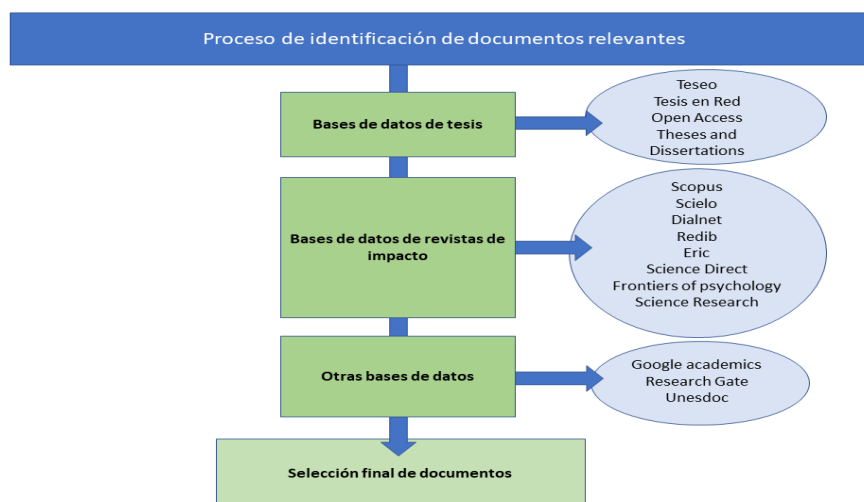 Proceso de identificación de documentos relevantes
Bases de datos de tesis
Teseo
Tesis en Red
Open Access
Theses and
Dissertations
Bases de datos de revistas de
impacto
Scopus
Scielo
Dialnet
Redib
Eric
Science Direct
Frontiers of psychology
Science Research
Otras bases de datos
Google academics
Research Gate
Unesdoc
Selección final de documentos